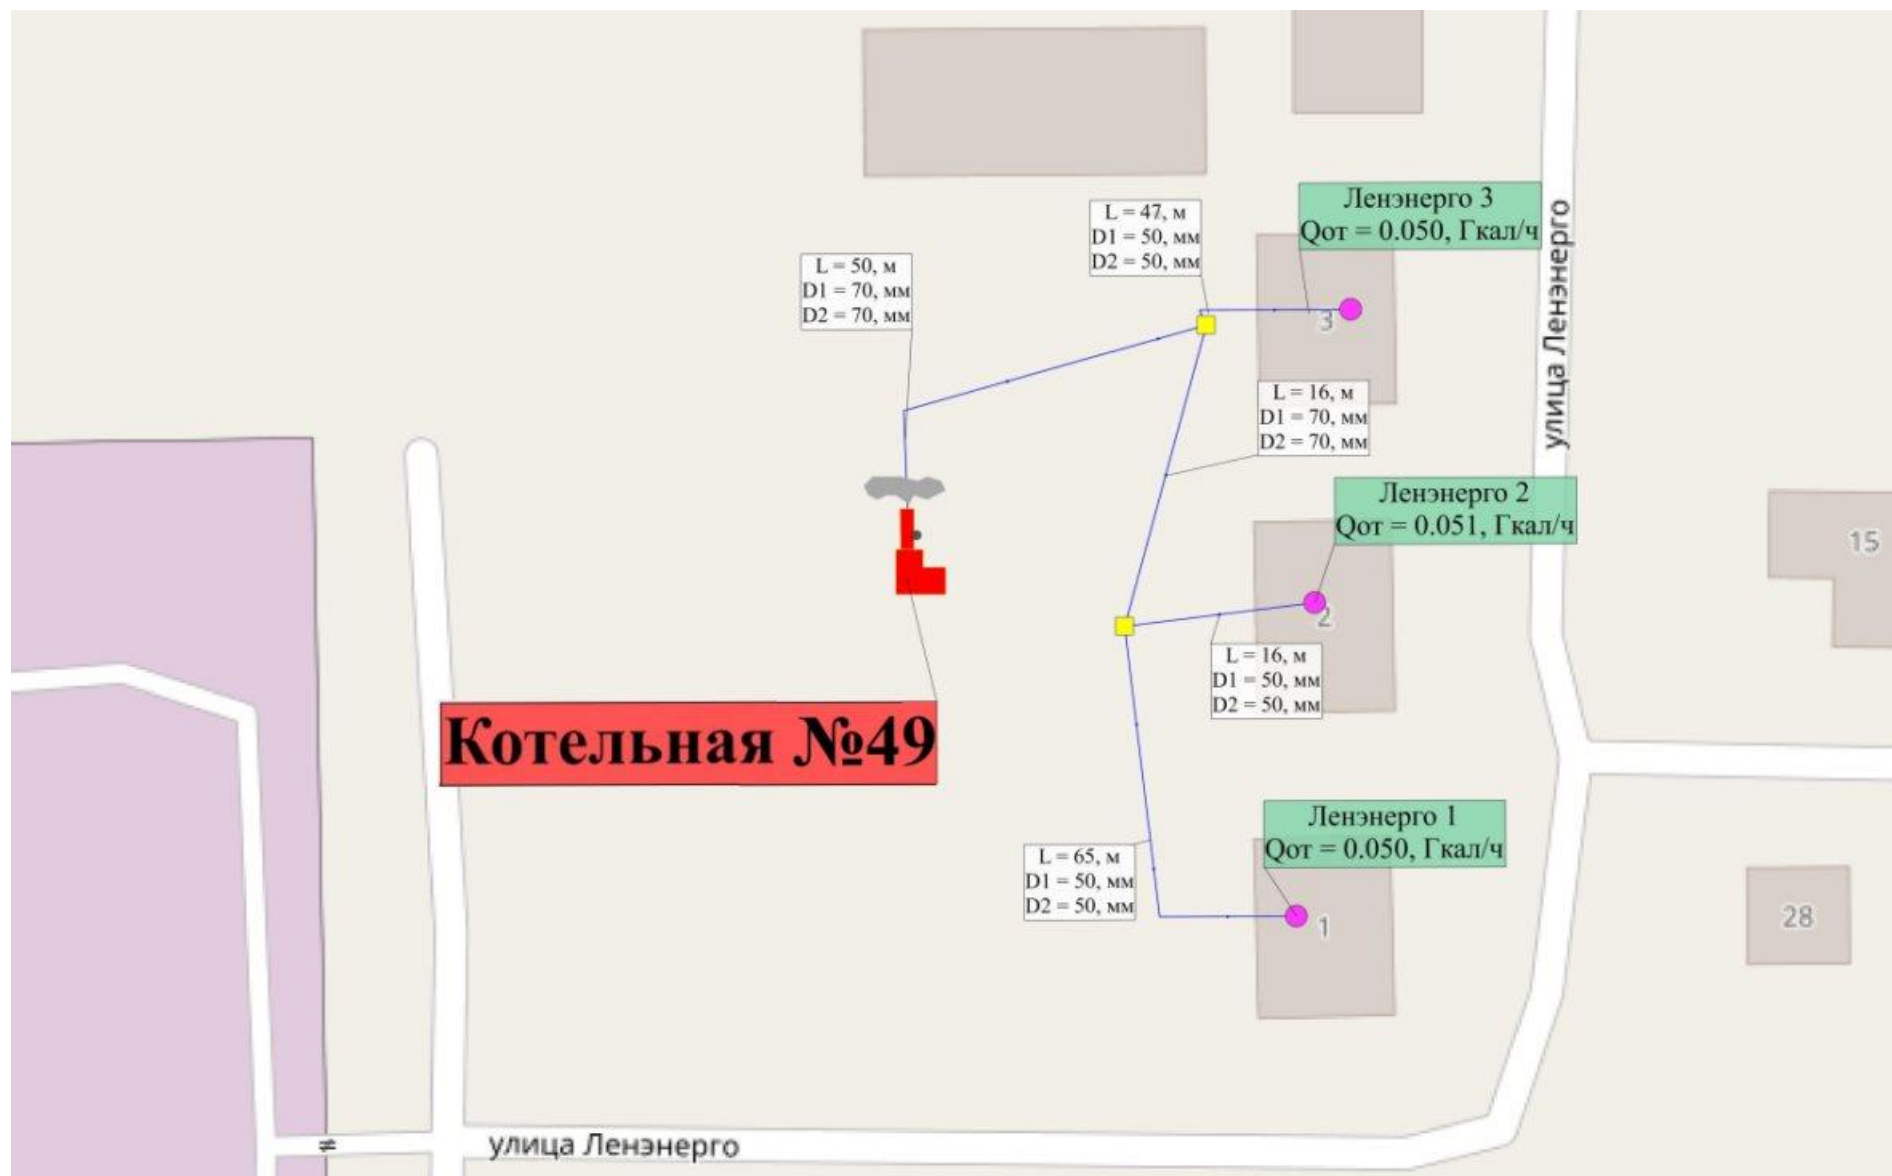 Ленэнерго 3
Qот = 0.050, Гкал/ч
L = 47, м
D1 = 50, мм
D2 = 50, мм
улица Ленэнерго
L = 50, м
D1 = 70, мм
D2 = 70, мм
3
L = 16, м
D1 = 70, мм
D2 = 70, мм
Ленэнерго 2
Qот = 0.051, Гкал/ч
15
2
L = 16, м
D1 = 50, мм
D2 = 50, мм
Котельная №49
Ленэнерго 1
Qот = 0.050, Гкал/ч
L = 65, м
D1 = 50, мм
D2 = 50, мм
1
28
улица Ленэнерго